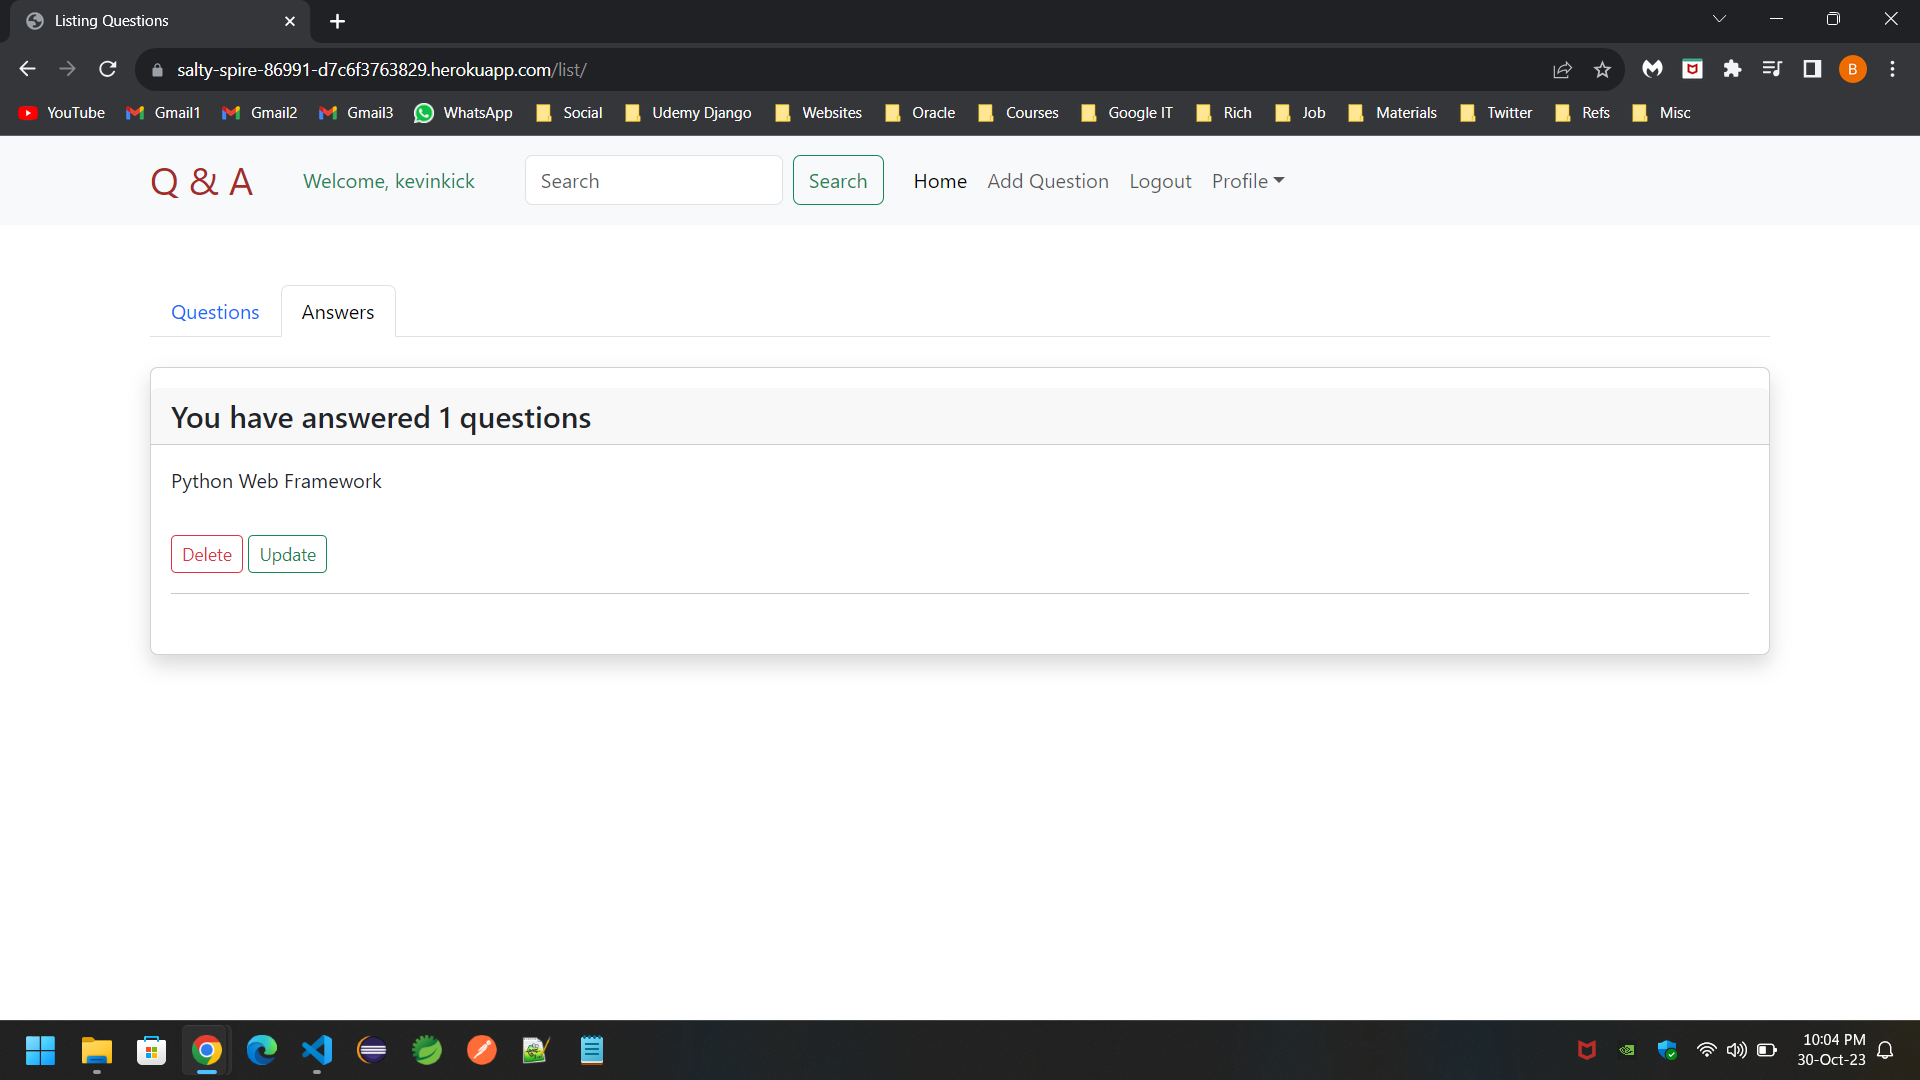 Listing Questions
salty-spire-86991-d7c6f3763829.herokuapp.com/list/
B
YouTube Gmail1 Gmail2 Gmail3 WhatsApp Social Udemy Django Websites Oracle Courses Google IT Rich Job Materials Twitter Refs Misc
Q & A Welcome, kevinkick Search Search Home Add Question Logout Profile
Questions Answers
You have answered 1 questions
Python Web Framework
Delete Update
10:04 PM
30-Oct-23